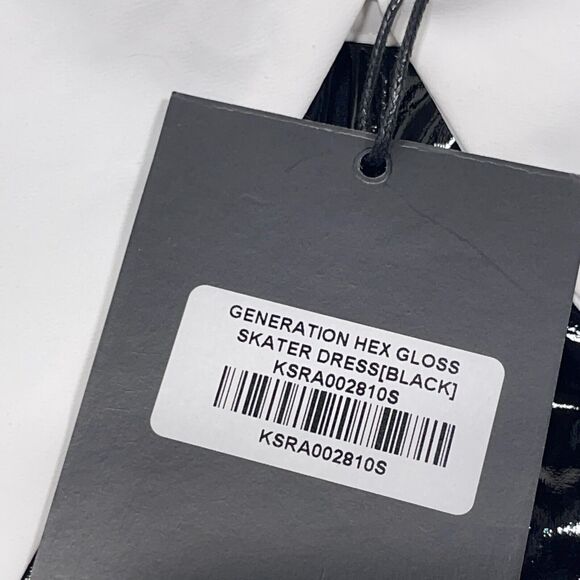 GENERATION HEX GLOSS
SKATER DRESS[BLACK]
KSRA002810S
KSRA002810S